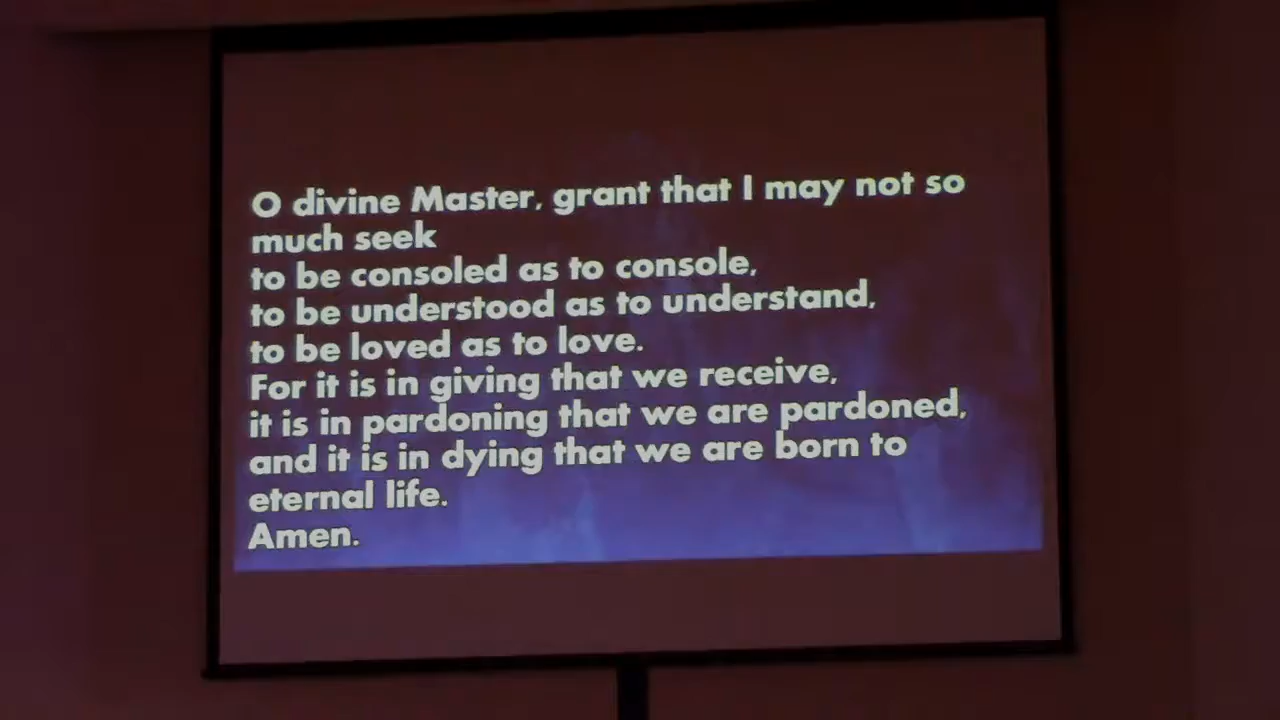 O divine Master, grant that I may not so
much seek
to be consoled as to console,
to be understood as to understand,
to be loved as to love.
For it is in giving that we receive,
it is in pardoning that we are pardoned,
and it is in dying that we are born to
eternal life.
Amen.